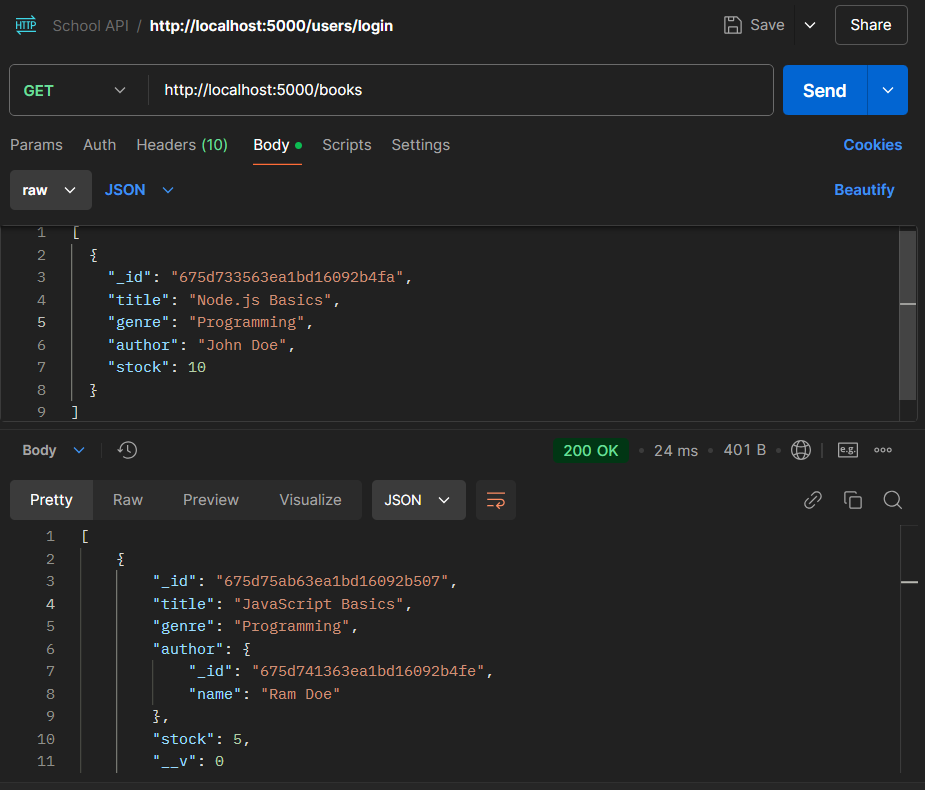 HTTP School API / http://localhost:5000/users/login Save Share
GET http://localhost:5000/books Send
Params Auth Headers (10) Body Scripts Settings Cookies
raw JSON Beautify
1 [
2 {
3 "_id": "675d733563ea1bd16092b4fa",
4 "title": "Node.js Basics",
5 "genre": "Programming",
6 "author": "John Doe",
7 "stock": 10
8 }
9 ]
Body 200 OK • 24 ms • 401 B • e.g.
Pretty Raw Preview Visualize JSON
1 [
2 {
3 "_id": "675d75ab63ea1bd16092b507",
4 "title": "JavaScript Basics",
5 "genre": "Programming",
6 "author": {
7 "_id": "675d741363ea1bd16092b4fe",
8 "name": "Ram Doe"
9 },
10 "stock": 5,
11 "__v": 0